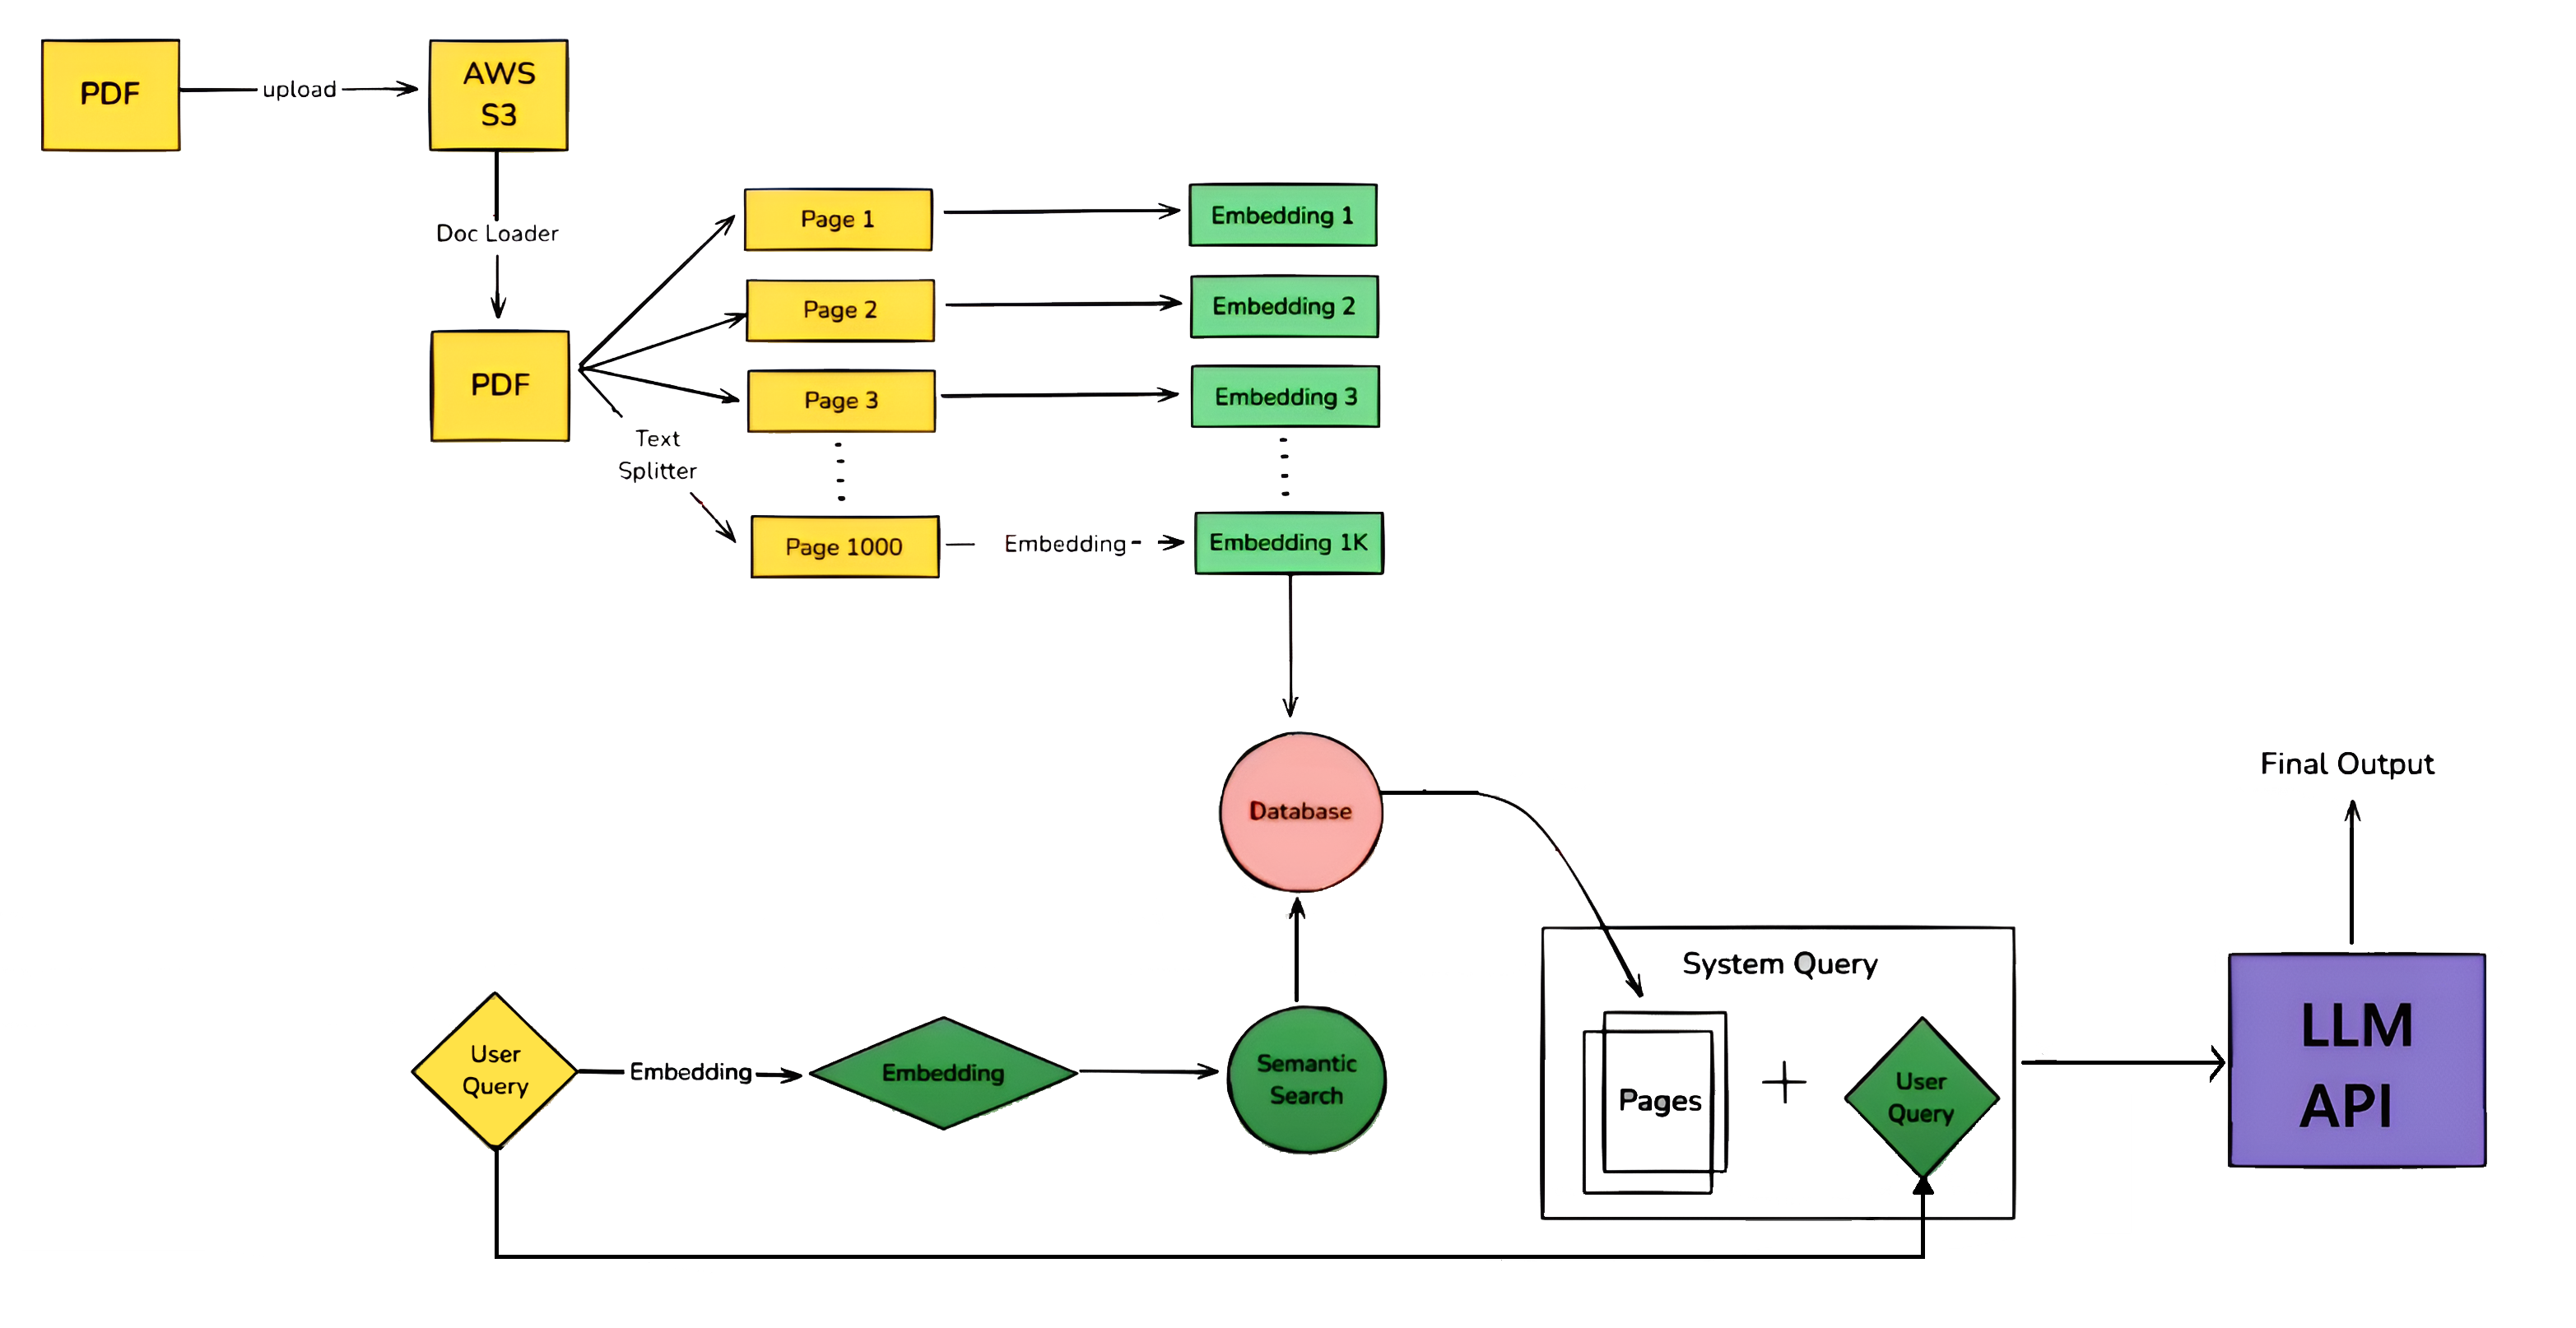 PDF
upload
AWS
S3
Doc Loader
PDF
Text
Splitter
Page 1
Page 2
Page 3
Page 1000
Embedding
Embedding 1
Embedding 2
Embedding 3
Embedding 1K
Database
User
Query
Embedding
Embedding
Semantic
Search
System Query
Pages
+
User
Query
LLM
API
Final Output